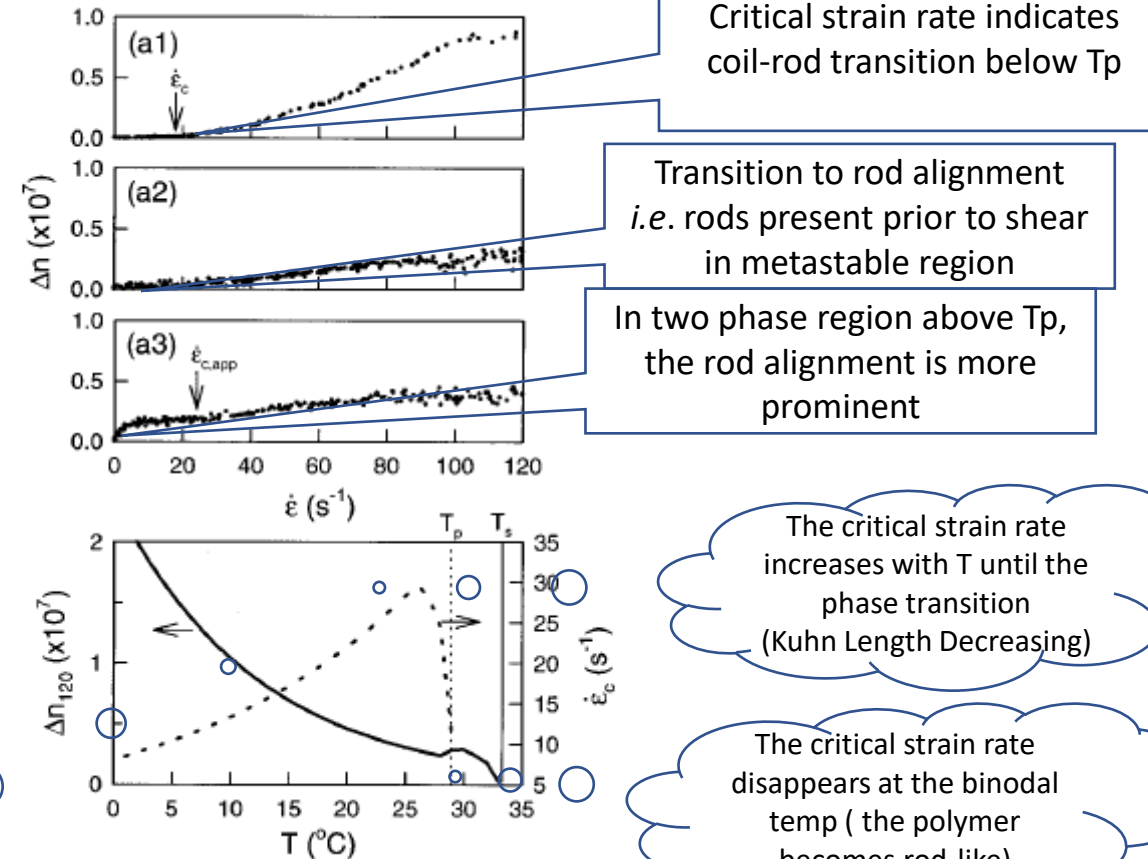 Critical strain rate indicates
coil-rod transition below Tp
1.0
(a1)
0.5
ε̇c
0.0
1.0
(a2)
0.5
0.0
Δn (x10⁷)
Transition to rod alignment
i.e. rods present prior to shear
in metastable region
1.0
(a3)
ε̇c,app
0.5
0.0
0 20 40 60 80 100 120
ε̇ (s⁻¹)
In two phase region above Tp,
the rod alignment is more
prominent
Tp Ts
2
1
0
Δn120 (x10⁷)
35
30
25
20
15
10
5
ε̇c (s⁻¹)
0 5 10 15 20 25 30 35
T (°C)
The critical strain rate
increases with T until the
phase transition
(Kuhn Length Decreasing)
The critical strain rate
disappears at the binodal
temp ( the polymer
becomes rod-like)